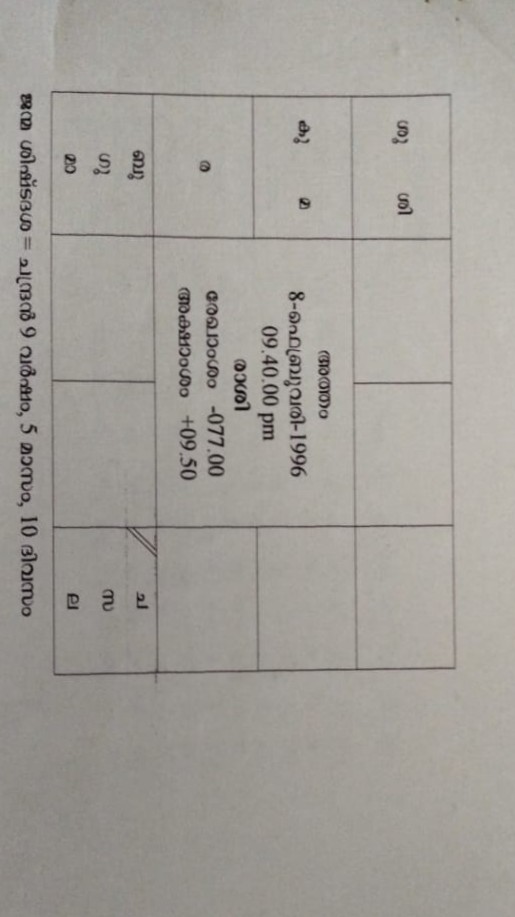 ശു ശി
കു മ
അത്തം
8-ഫെബ്രുവരി-1996
09.40.00 pm
രാശി
രേഖാംശം -077.00
അക്ഷാംശം +09.50
ര
ബു
ഗു
മാ
ച
സ
ല
ജന്മ ശിഷ്ടദശ = ചന്ദ്രൻ 9 വർഷം, 5 മാസം, 10 ദിവസം